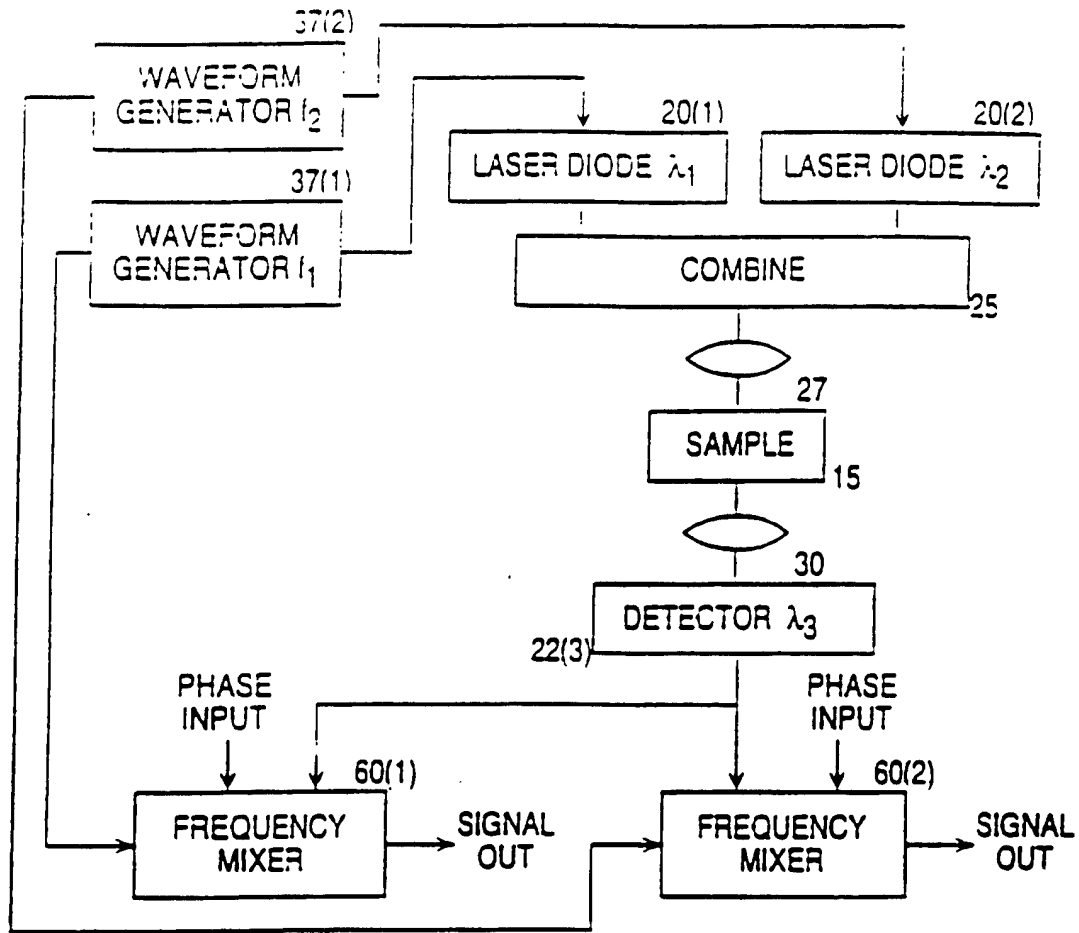 37(2)
WAVEFORM
GENERATOR f2
20(1)
20(2)
LASER DIODE λ1
LASER DIODE λ2
37(1)
WAVEFORM
GENERATOR f1
COMBINE
25
27
SAMPLE
15
30
DETECTOR λ3
22(3)
PHASE
INPUT
PHASE
INPUT
60(1)
60(2)
FREQUENCY
MIXER
SIGNAL
OUT
FREQUENCY
MIXER
SIGNAL
OUT